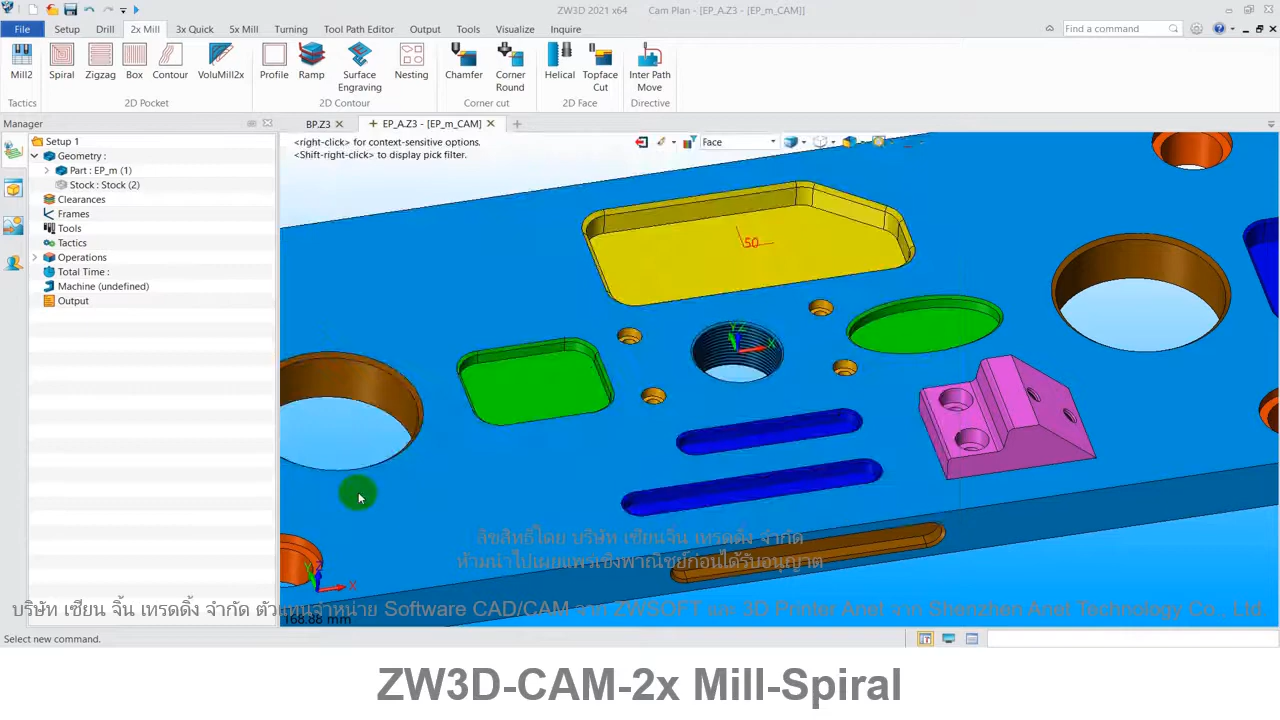 ZW3D 2021 x64 Cam Plan - [EP_A.Z3 - [EP_m_CAM]]
File Setup Drill 2x Mill 3x Quick 5x Mill Turning Tool Path Editor Output Tools Visualize Inquire Find a command
Mill2 Spiral Zigzag Box Contour VoluMill2x Profile Ramp Surface Engraving Nesting Chamfer Corner Round Helical Topface Cut Inter Path Move
Tactics 2D Pocket 2D Contour Corner cut 2D Face Directive
Manager BP.Z3 EP_A.Z3 - [EP_m_CAM]
Setup 1
Geometry :
Part : EP_m (1)
Stock : Stock (2)
Clearances
Frames
Tools
Tactics
Operations
Total Time :
Machine (undefined)
Output
<right-click> for context-sensitive options.
<Shift-right-click> to display pick filter.
Face
50
YZ
X
X
ลิขสิทธิ์โดย บริษัท เซียนจิ้น เทรดดิ้ง จำกัด
ห้ามนำไปเผยแพร่เชิงพาณิชย์ก่อนได้รับอนุญาต
บริษัท เซียน จิ้น เทรดดิ้ง จำกัด ตัวแทนจำหน่าย Software CAD/CAM จาก ZWSOFT และ 3D Printer Anet จาก Shenzhen Anet Technology Co., Ltd.
168.88 mm
Select new command.
ZW3D-CAM-2x Mill-Spiral